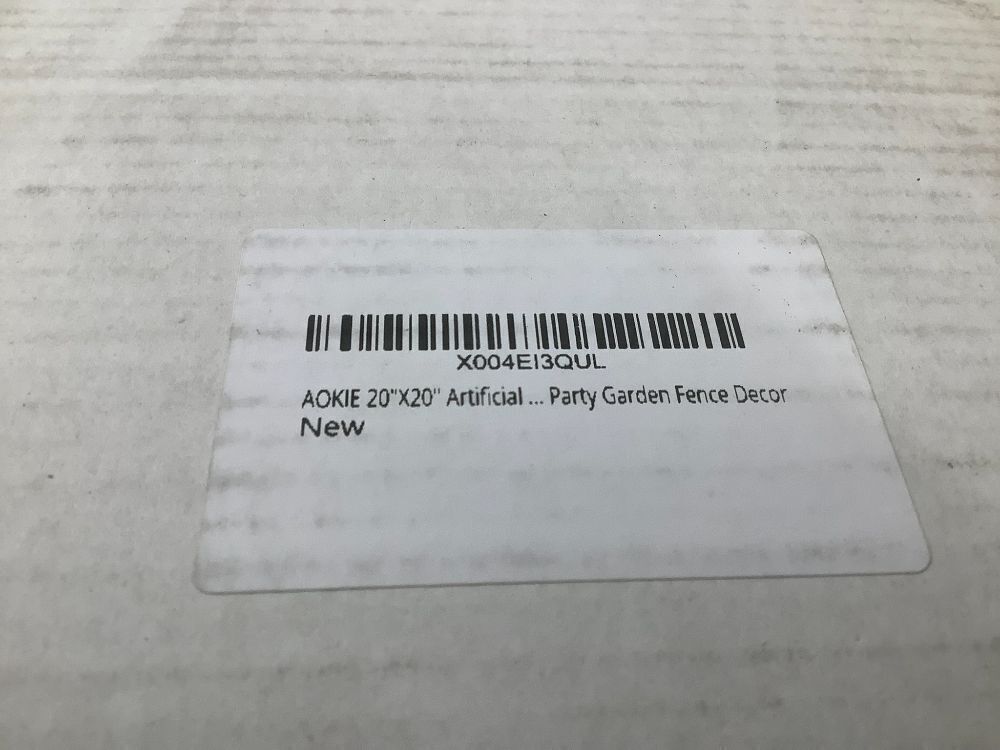 X004EI3QUL
AOKIE 20"X20" Artificial ... Party Garden Fence Decor
New